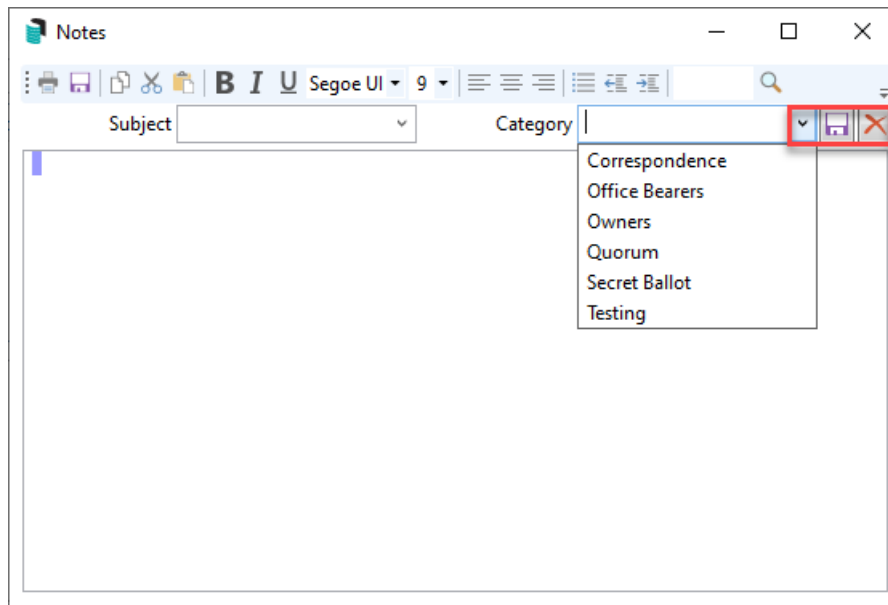 Notes
B I U Segoe UI 9
Subject Category
Correspondence
Office Bearers
Owners
Quorum
Secret Ballot
Testing